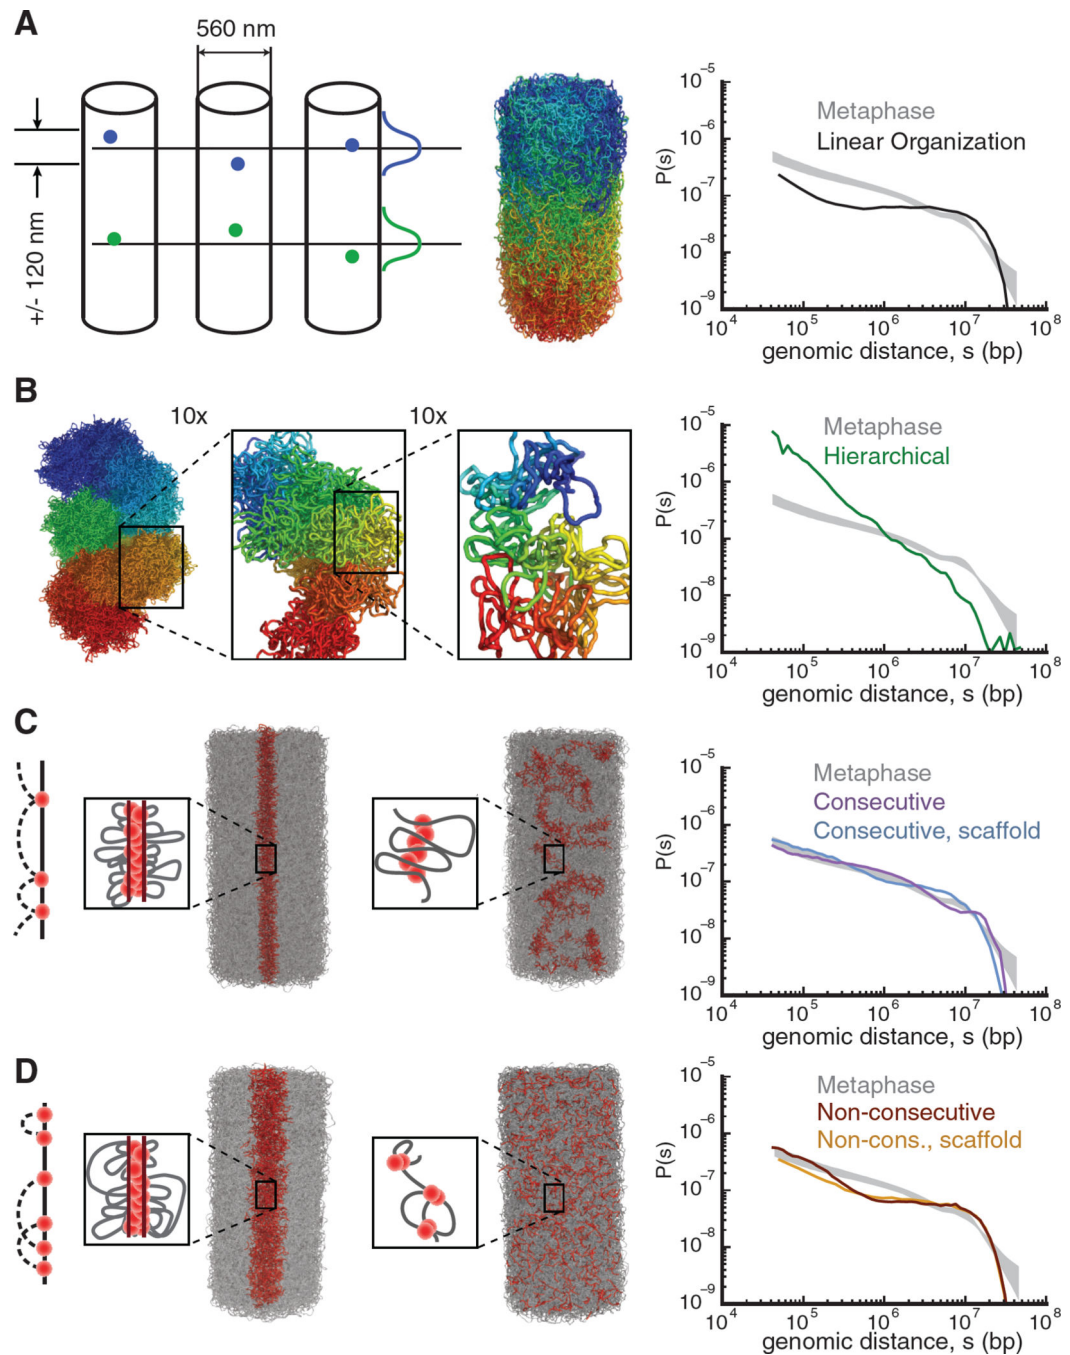 A
560 nm
+/- 120 nm
Metaphase
Linear Organization
P(s)
10⁻⁵
10⁻⁶
10⁻⁷
10⁻⁸
10⁻⁹
10⁴ 10⁵ 10⁶ 10⁷ 10⁸
genomic distance, s (bp)
B
10x 10x
Metaphase
Hierarchical
P(s)
10⁻⁵
10⁻⁶
10⁻⁷
10⁻⁸
10⁻⁹
10⁴ 10⁵ 10⁶ 10⁷ 10⁸
genomic distance, s (bp)
C
Metaphase
Consecutive
Consecutive, scaffold
P(s)
10⁻⁵
10⁻⁶
10⁻⁷
10⁻⁸
10⁻⁹
10⁴ 10⁵ 10⁶ 10⁷ 10⁸
genomic distance, s (bp)
D
Metaphase
Non-consecutive
Non-cons., scaffold
P(s)
10⁻⁵
10⁻⁶
10⁻⁷
10⁻⁸
10⁻⁹
10⁴ 10⁵ 10⁶ 10⁷ 10⁸
genomic distance, s (bp)